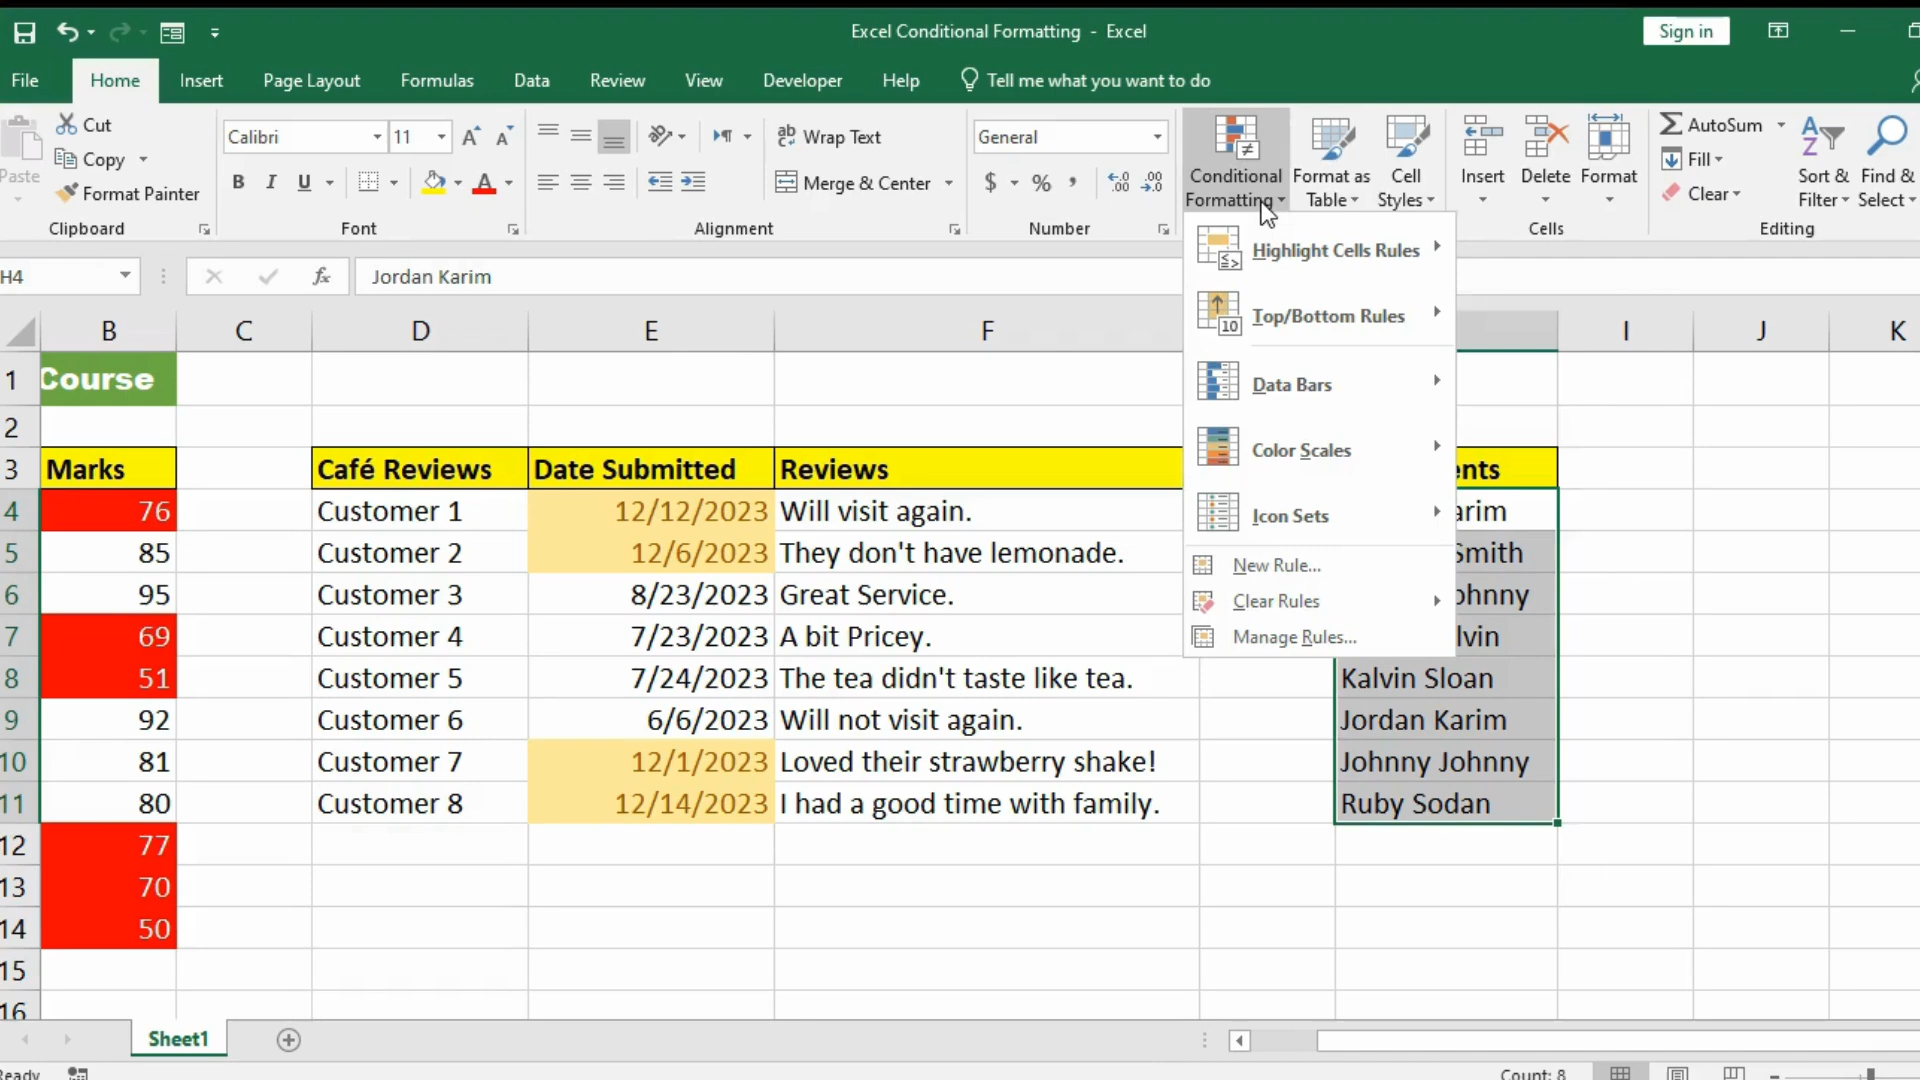 Excel Conditional Formatting - Excel
Sign in
File Home Insert Page Layout Formulas Data Review View Developer Help Tell me what you want to do
Paste
Cut
Copy
Format Painter
Clipboard
Calibri 11
B I U A
Font
Wrap Text
Merge & Center
Alignment
General
$ % ,
Number
Conditional Formatting
Format as Table
Cell Styles
Insert
Delete
Format
Cells
AutoSum
Fill
Clear
Sort & Filter
Find & Select
Editing
H4 fx Jordan Karim
Highlight Cells Rules
Top/Bottom Rules
Data Bars
Color Scales
Icon Sets
New Rule...
Clear Rules
Manage Rules...
B C D E F I J K
1 Course
2
3 Marks Café Reviews Date Submitted Reviews ents
4 76 Customer 1 12/12/2023 Will visit again. arim
5 85 Customer 2 12/6/2023 They don't have lemonade. Smith
6 95 Customer 3 8/23/2023 Great Service. ohnny
7 69 Customer 4 7/23/2023 A bit Pricey. lvin
8 51 Customer 5 7/24/2023 The tea didn't taste like tea. Kalvin Sloan
9 92 Customer 6 6/6/2023 Will not visit again. Jordan Karim
10 81 Customer 7 12/1/2023 Loved their strawberry shake! Johnny Johnny
11 80 Customer 8 12/14/2023 I had a good time with family. Ruby Sodan
12 77
13 70
14 50
15
16
Sheet1
Ready Count: 8